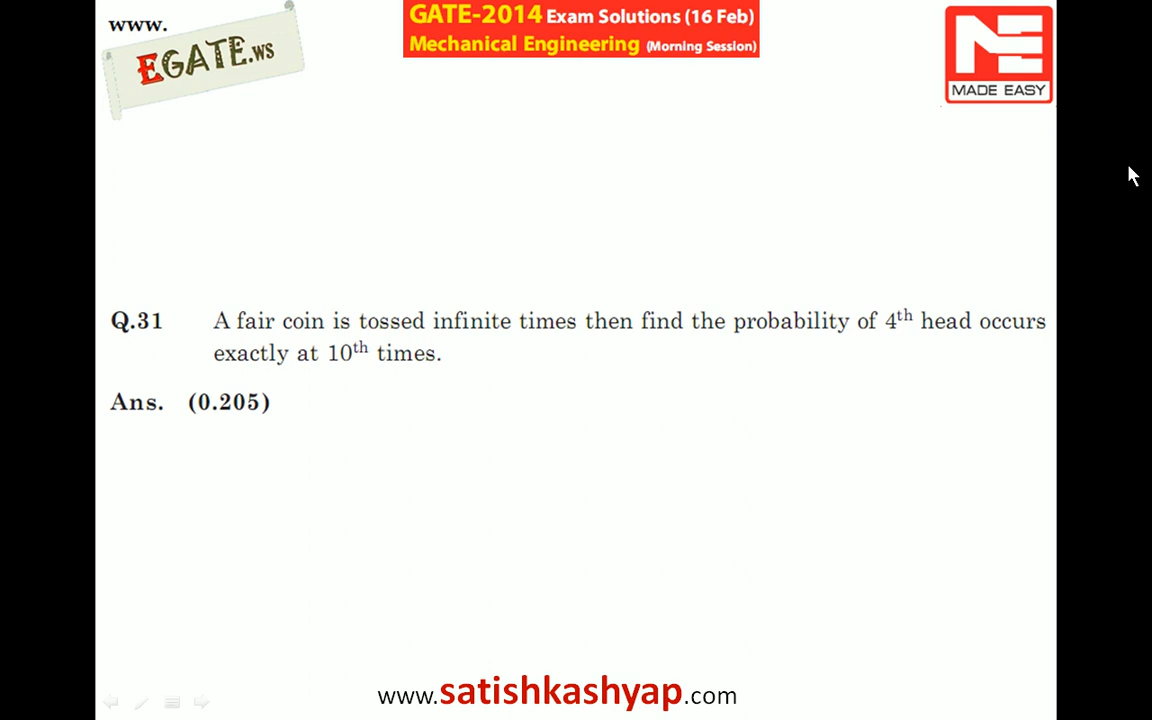 www.
EGATE.ws
GATE-2014 Exam Solutions (16 Feb)
Mechanical Engineering (Morning Session)
ME
MADE EASY
Q.31 A fair coin is tossed infinite times then find the probability of 4th head occurs
exactly at 10th times.
Ans. (0.205)
www.satishkashyap.com